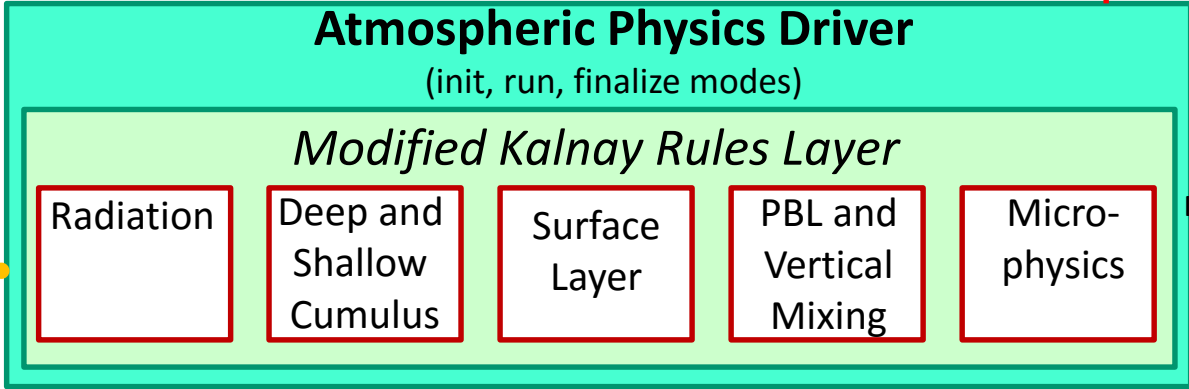 Atmospheric Physics Driver
(init, run, finalize modes)
Modified Kalnay Rules Layer
Radiation
Deep and
Shallow
Cumulus
Surface
Layer
PBL and
Vertical
Mixing
Micro-
physics